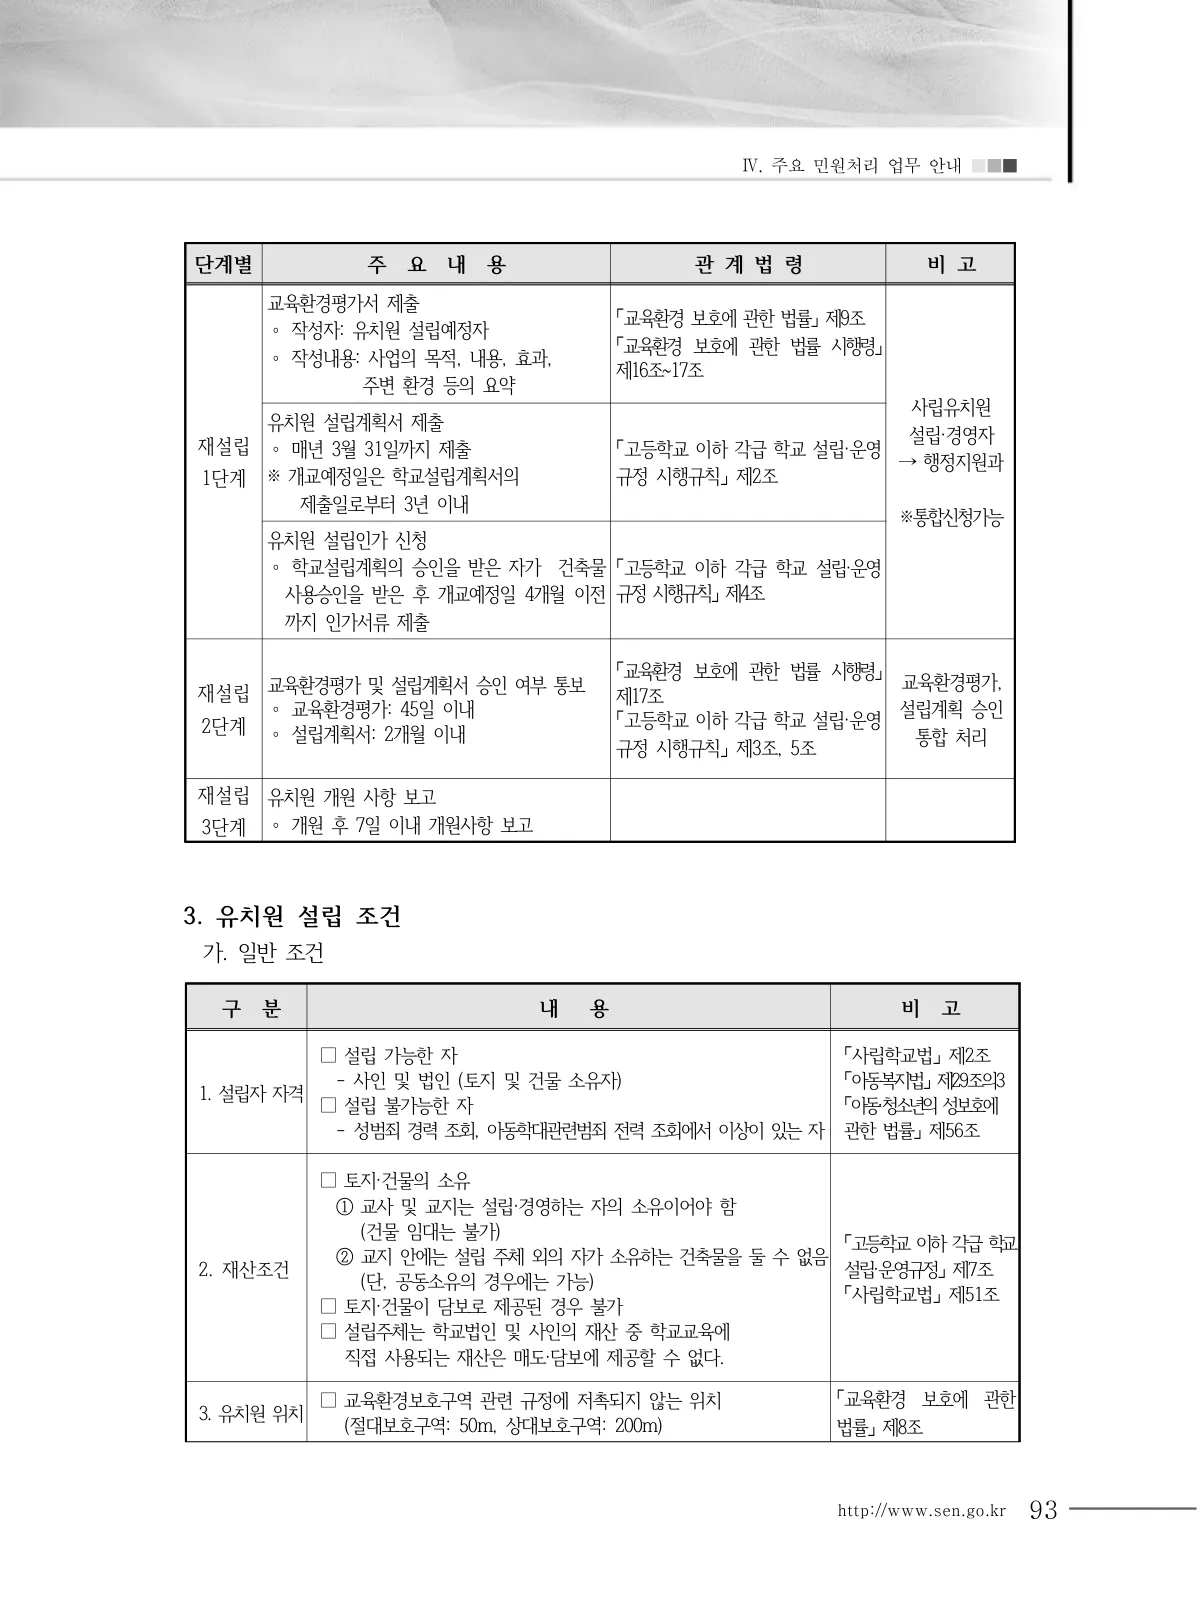 Ⅳ. 주요 민원처리 업무 안내
단계별 주 요 내 용 관 계 법 령 비 고
재설립
1단계
교육환경평가서 제출
◦ 작성자: 유치원 설립예정자
◦ 작성내용: 사업의 목적, 내용, 효과,
주변 환경 등의 요약
「교육환경 보호에 관한 법률」 제9조
「교육환경 보호에 관한 법률 시행령」
제16조~17조
사립유치원
설립·경영자
→ 행정지원과
※통합신청가능
유치원 설립계획서 제출
◦ 매년 3월 31일까지 제출
※ 개교예정일은 학교설립계획서의
제출일로부터 3년 이내
「고등학교 이하 각급 학교 설립·운영
규정 시행규칙」 제2조
유치원 설립인가 신청
◦ 학교설립계획의 승인을 받은 자가 건축물
사용승인을 받은 후 개교예정일 4개월 이전
까지 인가서류 제출
「고등학교 이하 각급 학교 설립·운영
규정 시행규칙」 제4조
재설립
2단계
교육환경평가 및 설립계획서 승인 여부 통보
◦ 교육환경평가: 45일 이내
◦ 설립계획서: 2개월 이내
「교육환경 보호에 관한 법률 시행령」
제17조
「고등학교 이하 각급 학교 설립·운영
규정 시행규칙」 제3조, 5조
교육환경평가,
설립계획 승인
통합 처리
재설립
3단계
유치원 개원 사항 보고
◦ 개원 후 7일 이내 개원사항 보고
3. 유치원 설립 조건
가. 일반 조건
구 분 내 용 비 고
1. 설립자 자격
□ 설립 가능한 자
- 사인 및 법인 (토지 및 건물 소유자)
□ 설립 불가능한 자
- 성범죄 경력 조회, 아동학대관련범죄 전력 조회에서 이상이 있는 자
「사립학교법」 제2조
「아동복지법」 제29조의3
「아동·청소년의 성보호에
관한 법률」 제56조
2. 재산조건
□ 토지·건물의 소유
① 교사 및 교지는 설립·경영하는 자의 소유이어야 함
(건물 임대는 불가)
② 교지 안에는 설립 주체 외의 자가 소유하는 건축물을 둘 수 없음
(단, 공동소유의 경우에는 가능)
□ 토지·건물이 담보로 제공된 경우 불가
□ 설립주체는 학교법인 및 사인의 재산 중 학교교육에
직접 사용되는 재산은 매도·담보에 제공할 수 없다.
「고등학교 이하 각급 학교
설립·운영규정」 제7조
「사립학교법」 제51조
3. 유치원 위치
□ 교육환경보호구역 관련 규정에 저촉되지 않는 위치
(절대보호구역: 50m, 상대보호구역: 200m)
「교육환경 보호에 관한
법률」 제8조
http://www.sen.go.kr 93